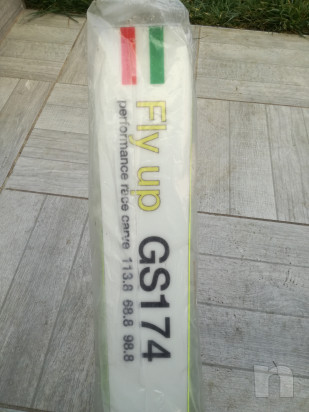 Fly up GS174
performance race carve 113.8 68.8 98.8
n